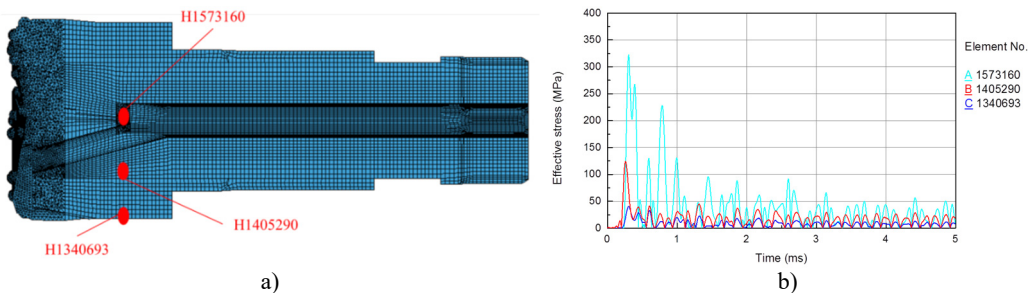 H1573160
H1405290
H1340693
a)
400
350
300
250
200
150
100
50
0
Effective stress (MPa)
0 1 2 3 4 5
Time (ms)
Element No.
A 1573160
B 1405290
C 1340693
b)